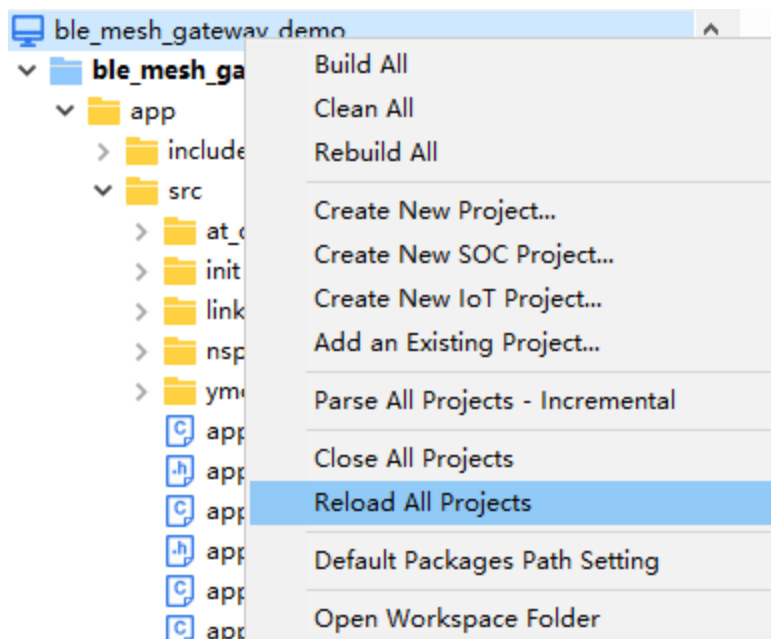 ble_mesh_gateway_demo
ble_mesh_ga
app
include
src
at_
init
link
nsp
ym
app
app
app
app
app
app
Build All
Clean All
Rebuild All
Create New Project...
Create New SOC Project...
Create New IoT Project...
Add an Existing Project...
Parse All Projects - Incremental
Close All Projects
Reload All Projects
Default Packages Path Setting
Open Workspace Folder